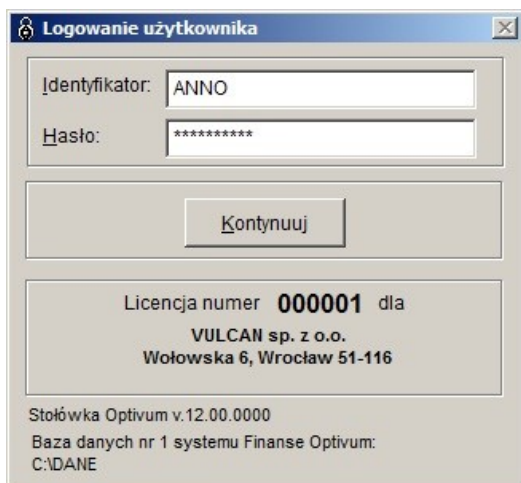 Logowanie użytkownika
Identyfikator: ANNO
Hasło: **********
Kontynuuj
Licencja numer 000001 dla
VULCAN sp. z o.o.
Wołowska 6, Wrocław 51-116
Stołówka Optivum v.12.00.0000
Baza danych nr 1 systemu Finanse Optivum:
C:\DANE